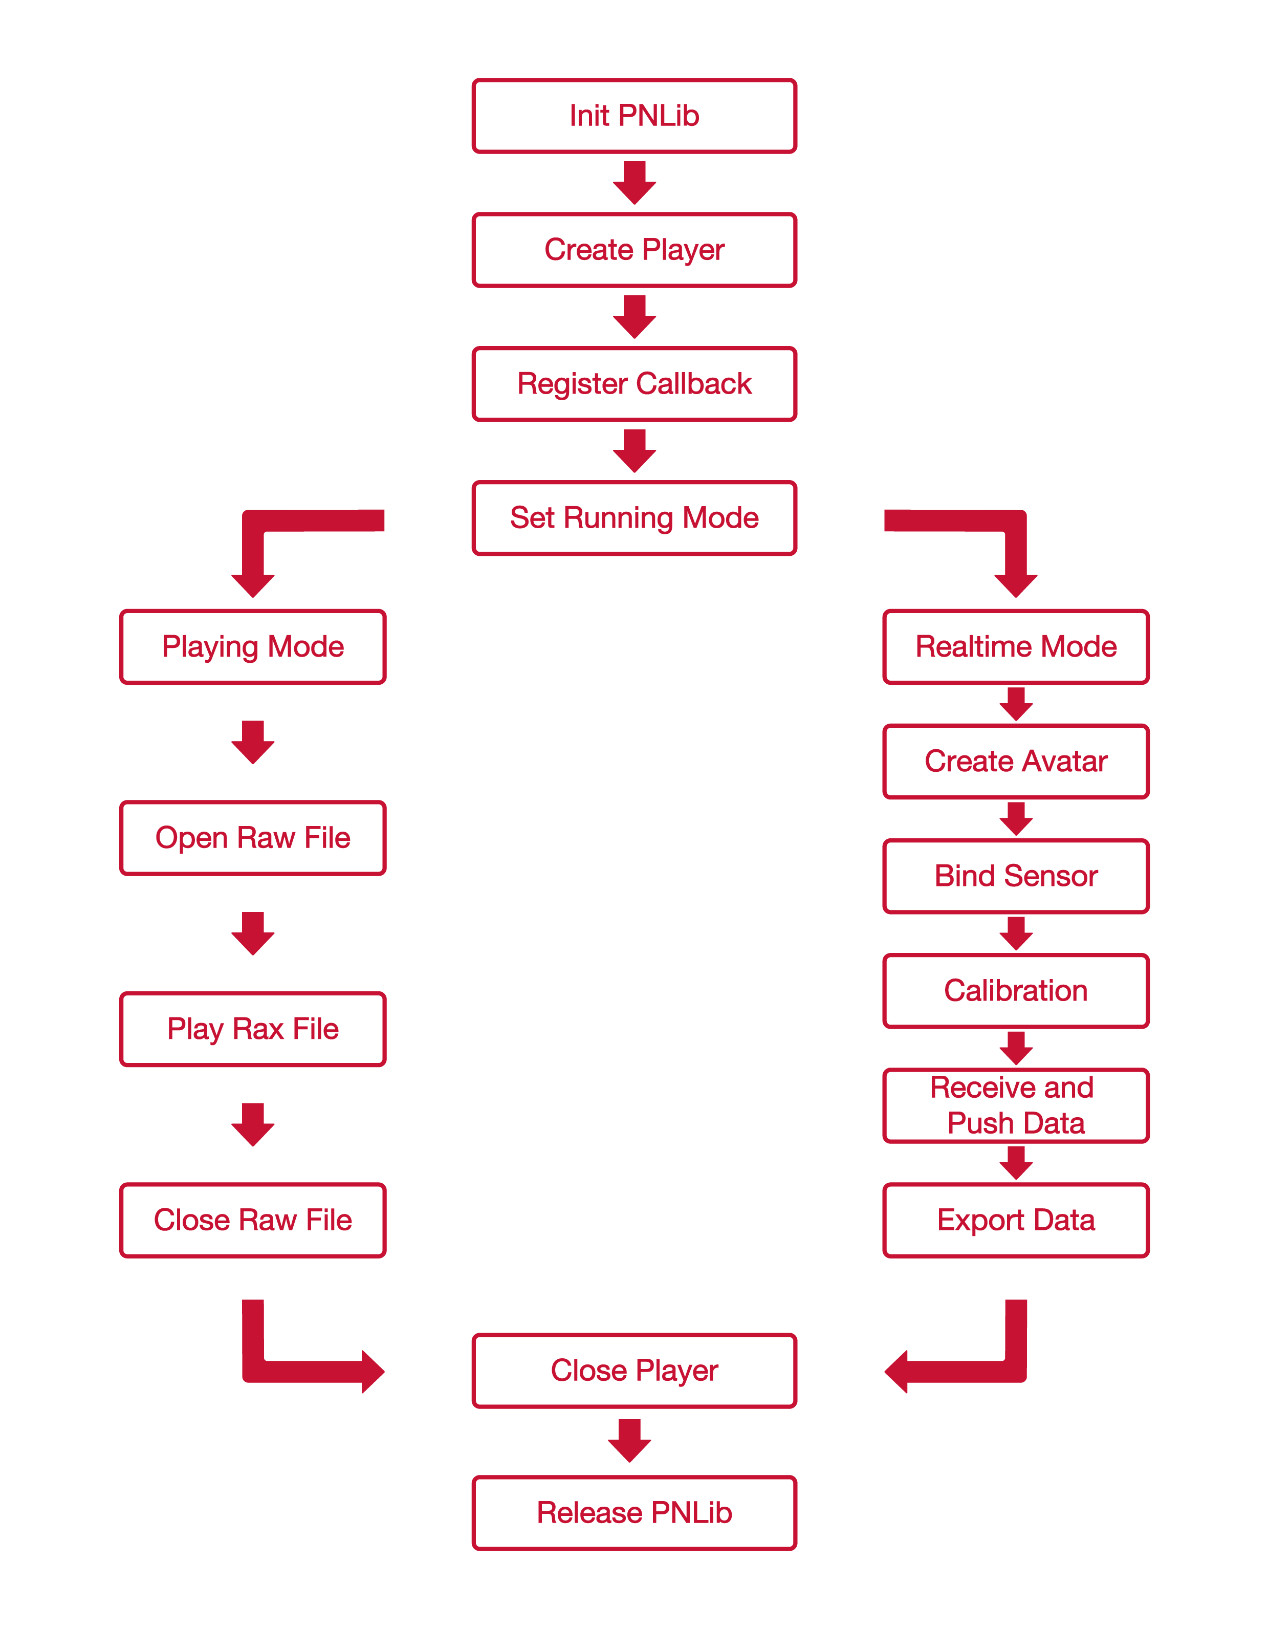 Init PNLib
Create Player
Register Callback
Set Running Mode
Playing Mode
Open Raw File
Play Rax File
Close Raw File
Realtime Mode
Create Avatar
Bind Sensor
Calibration
Receive and
Push Data
Export Data
Close Player
Release PNLib